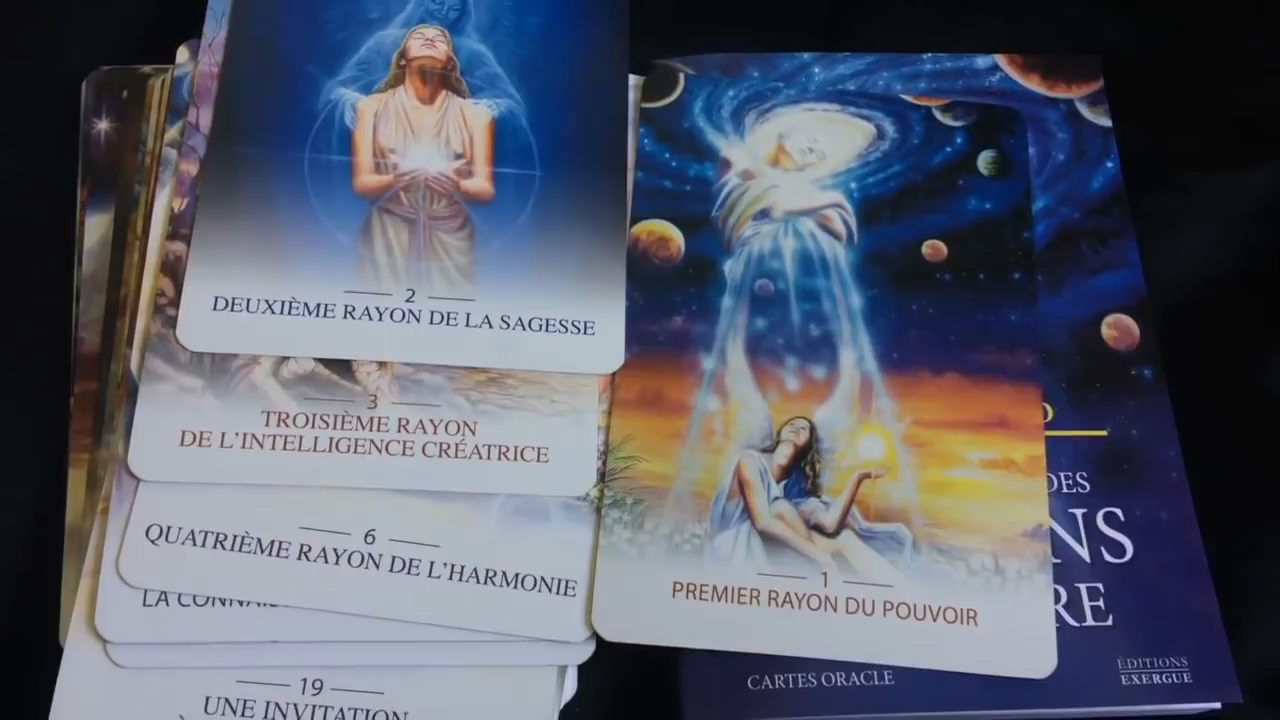 2
DEUXIÈME RAYON DE LA SAGESSE
3
TROISIÈME RAYON
DE L'INTELLIGENCE CRÉATRICE
6
QUATRIÈME RAYON DE L'HARMONIE
LA
19
UNE INVITATION
1
PREMIER RAYON DU POUVOIR
DES
NS
RE
CARTES ORACLE
ÉDITIONS
EXERGUE